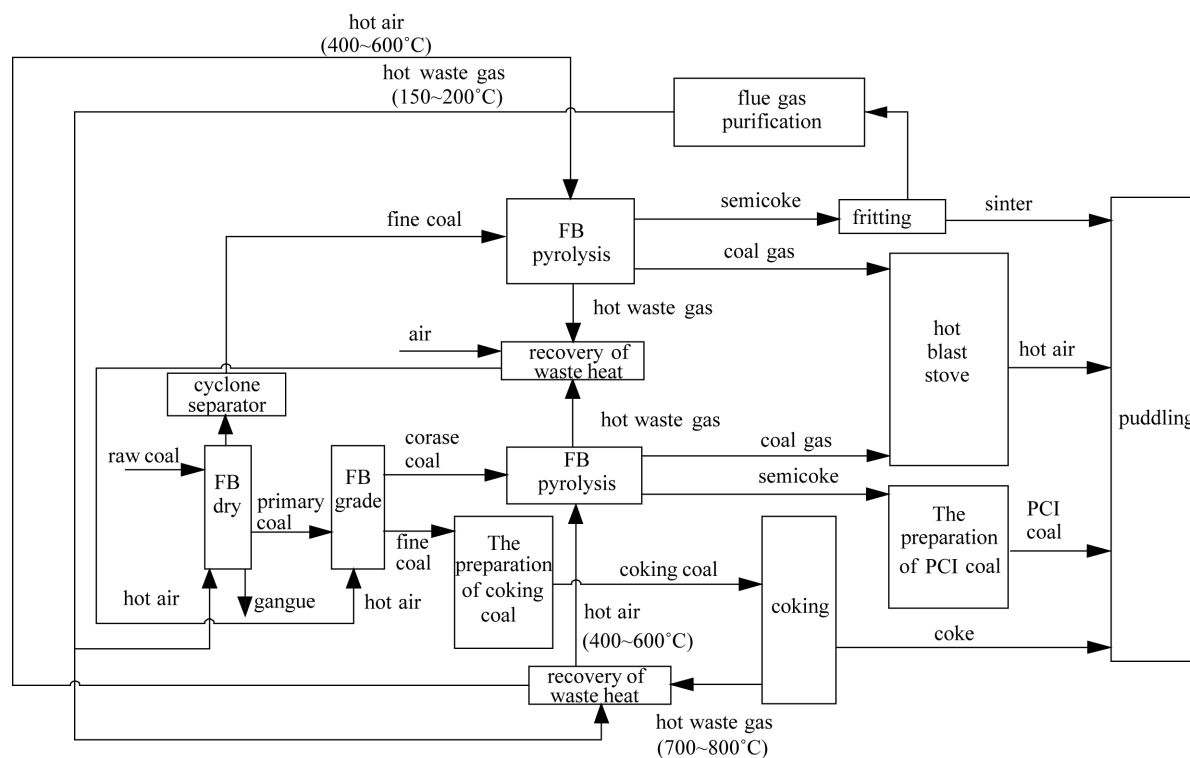 hot air
(400~600˚C)
hot waste gas
(150~200˚C)
flue gas
purification
semicoke
fritting
sinter
fine coal
FB
pyrolysis
coal gas
hot waste gas
air
recovery of
waste heat
hot
blast
stove
hot air
cyclone
separator
hot waste gas
puddling
raw coal
FB
dry
primary
coal
FB
grade
corase
coal
FB
pyrolysis
coal gas
semicoke
fine
coal
The
preparation
of coking
coal
The
preparation
of PCI coal
PCI
coal
hot air
gangue
hot air
coking coal
coking
hot air
(400~600˚C)
coke
recovery of
waste heat
hot waste gas
(700~800˚C)